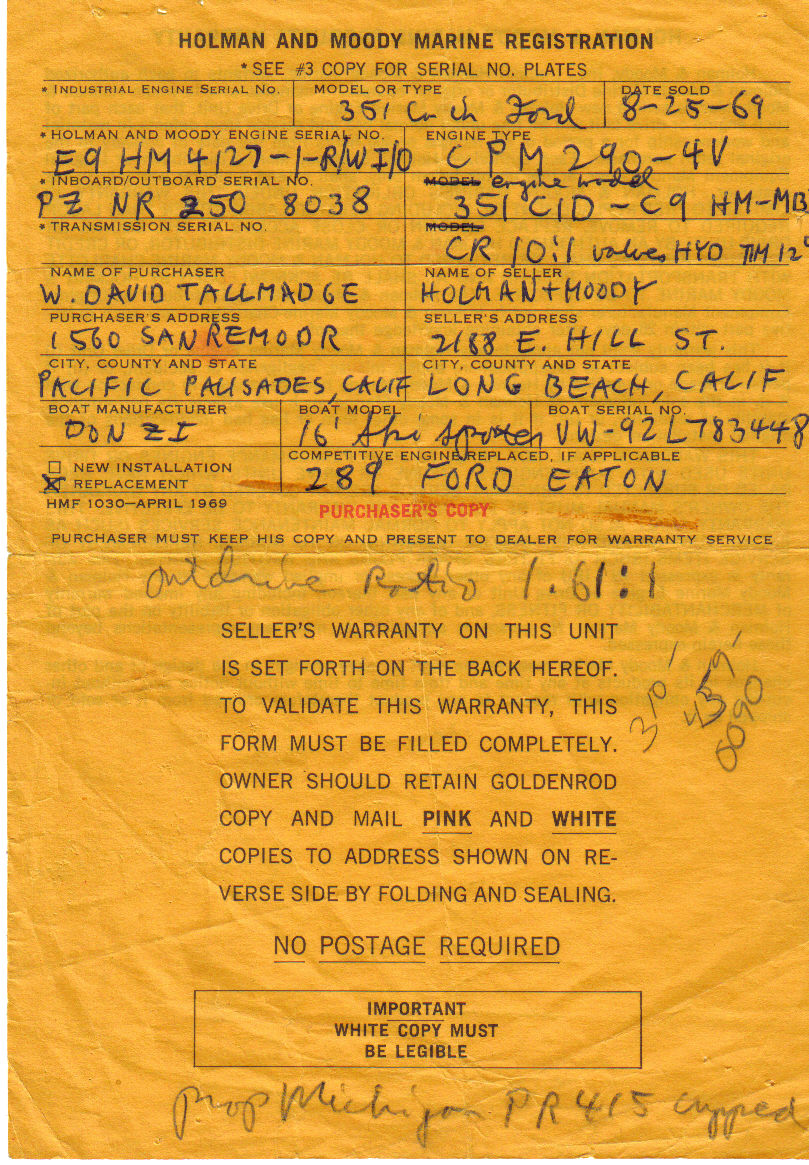 HOLMAN AND MOODY MARINE REGISTRATION
* SEE #3 COPY FOR SERIAL NO. PLATES
* INDUSTRIAL ENGINE SERIAL NO. MODEL OR TYPE DATE SOLD
351 Ford 8-25-69
* HOLMAN AND MOODY ENGINE SERIAL NO. ENGINE TYPE
E9 HM 4127-1-R/WI/O CPM 290-4V
* INBOARD/OUTBOARD SERIAL NO. MODEL engine model
PZ NR 250 8038 351 CID - C9 HM-MB
* TRANSMISSION SERIAL NO. MODEL
CR 10:1 valves HYD TIM 12°
NAME OF PURCHASER NAME OF SELLER
W. DAVID TALLMADGE HOLMAN + MOODY
PURCHASER'S ADDRESS SELLER'S ADDRESS
1560 SAN REMO DR 2188 E. HILL ST.
CITY, COUNTY AND STATE CITY, COUNTY AND STATE
PACIFIC PALISADES, CALIF LONG BEACH, CALIF
BOAT MANUFACTURER BOAT MODEL BOAT SERIAL NO.
DONZI 16' Ski sporter VW-92L783448
COMPETITIVE ENGINE REPLACED, IF APPLICABLE
NEW INSTALLATION
REPLACEMENT 289 FORD EATON
HMF 1030—APRIL 1969 PURCHASER'S COPY
PURCHASER MUST KEEP HIS COPY AND PRESENT TO DEALER FOR WARRANTY SERVICE
outdrive Ratio 1.61:1
SELLER'S WARRANTY ON THIS UNIT
IS SET FORTH ON THE BACK HEREOF.
TO VALIDATE THIS WARRANTY, THIS
FORM MUST BE FILLED COMPLETELY.
OWNER SHOULD RETAIN GOLDENROD
COPY AND MAIL PINK AND WHITE
COPIES TO ADDRESS SHOWN ON RE-
VERSE SIDE BY FOLDING AND SEALING.
310'
NO POSTAGE REQUIRED
IMPORTANT
WHITE COPY MUST
BE LEGIBLE
prop Michigan PR 415 cupped